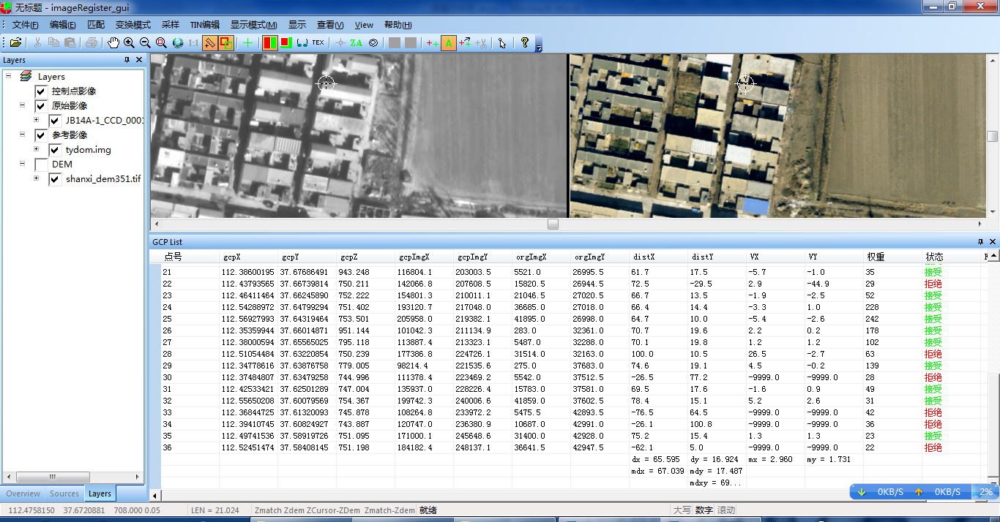 无标题 - imageRegister_gui
文件(F) 编辑(E) 匹配 变换模式 采样 TIN编辑 显示模式(M) 显示 查看(V) View 帮助(H)
1:1 TEX ZA A ?
Layers
Layers
控制点影像
原始影像
JB14A-1_CCD_0001
参考影像
tydom.img
DEM
shanxi_dem351.tif
Overview Sources Layers
GCP List
点号 gcpX gcpY gcpZ gcpImgX gcpImgY orgImgX orgImgY distX distY VX VY 权重 状态
21 112.38600195 37.67686491 943.248 116804.1 203003.5 5521.0 26995.5 61.7 17.5 -5.7 -1.0 35 接受
22 112.43793565 37.66739814 750.211 142066.8 207608.5 15820.5 26944.5 72.5 -29.5 2.9 -44.9 29 拒绝
23 112.46411464 37.66245890 752.222 154801.3 210011.1 21046.5 27020.5 66.7 13.5 -1.9 -2.5 52 接受
24 112.54288972 37.64799294 751.402 193120.7 217048.0 36685.0 27018.0 66.4 14.4 -3.3 1.0 228 接受
25 112.56927993 37.64319464 753.501 205958.0 219382.1 41895.0 26998.0 64.7 10.0 -5.4 -2.6 242 接受
26 112.35359944 37.66014871 951.144 101042.3 211134.9 283.0 32361.0 70.7 19.6 2.2 0.2 178 接受
27 112.38000594 37.65565025 795.118 113887.4 213323.1 5487.0 32288.0 70.1 19.8 1.2 1.2 102 接受
28 112.51054484 37.63220854 750.239 177386.8 224726.1 31514.0 32163.0 100.0 10.5 26.5 -2.7 63 拒绝
29 112.34778616 37.63876758 779.005 98214.4 221535.6 275.0 37683.0 74.6 19.1 4.5 -0.2 139 接受
30 112.37484807 37.63479258 744.996 111378.4 223469.2 5542.0 37512.5 -26.5 77.2 -9999.0 -9999.0 28 拒绝
31 112.42533421 37.62501289 747.004 135937.0 228226.4 15783.0 37581.0 69.5 17.6 -1.6 0.9 49 接受
32 112.55650208 37.60079569 754.367 199742.3 240006.6 41859.0 37602.5 78.4 15.1 5.2 2.6 31 接受
33 112.36844725 37.61320093 745.878 108264.8 233972.2 5475.5 42893.5 -76.5 64.5 -9999.0 -9999.0 42 拒绝
34 112.39410745 37.60824927 743.887 120747.0 236380.9 10687.0 42991.0 -26.1 100.8 -9999.0 -9999.0 36 拒绝
35 112.49741536 37.58919726 751.095 171000.1 245648.6 31400.0 42928.0 75.2 15.4 1.3 1.3 23 接受
36 112.52451474 37.58408145 751.198 184182.4 248137.1 36641.5 42947.5 -62.1 5.0 -9999.0 -9999.0 22 拒绝
dx = 65.595 dy = 16.924 mx = 2.960 my = 1.731
mdx = 67.039 mdy = 17.487
mdxy = 69...
0KB/S 0KB/S 2%
112.4758150 37.6720881 708.000 0.05 LEN = 21.024 Zmatch Zdem ZCursor-ZDem Zmatch-Zdem 就绪 大写 数字 滚动